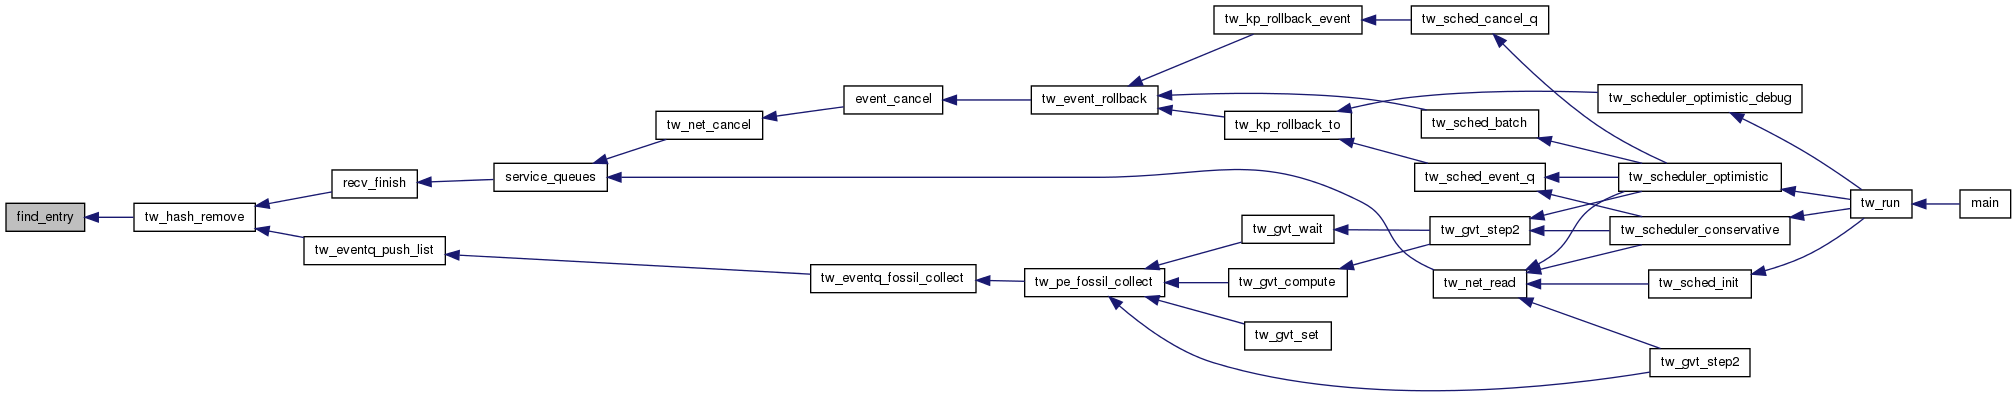 find_entry
tw_hash_remove
recv_finish
tw_eventq_push_list
service_queues
tw_net_cancel
tw_eventq_fossil_collect
event_cancel
tw_event_rollback
tw_pe_fossil_collect
tw_kp_rollback_event
tw_kp_rollback_to
tw_gvt_wait
tw_gvt_compute
tw_gvt_set
tw_sched_cancel_q
tw_sched_batch
tw_sched_event_q
tw_gvt_step2
tw_net_read
tw_scheduler_optimistic_debug
tw_scheduler_optimistic
tw_scheduler_conservative
tw_sched_init
tw_gvt_step2
tw_run
main